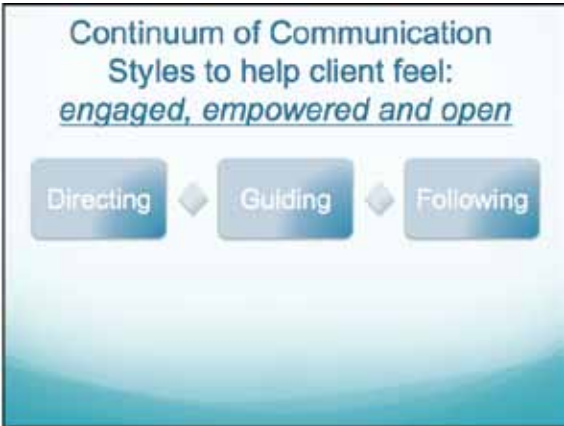 Continuum of Communication
Styles to help client feel:
engaged, empowered and open
Directing
Guiding
Following